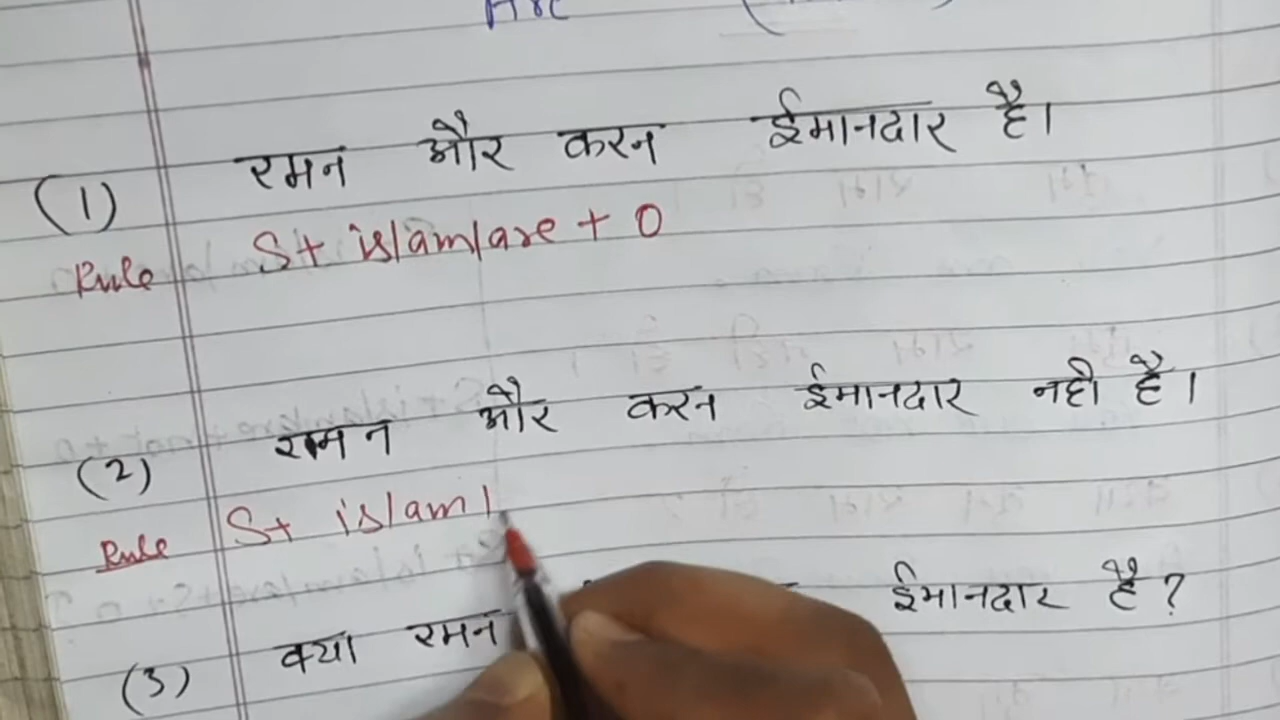 (1) रमन और करन ईमानदार है।
Rule S+ is/am/are + O
(2) रामन और करन ईमानदार नही है।
Rule S+ is/am/
(3) क्या रमन ईमानदार है?